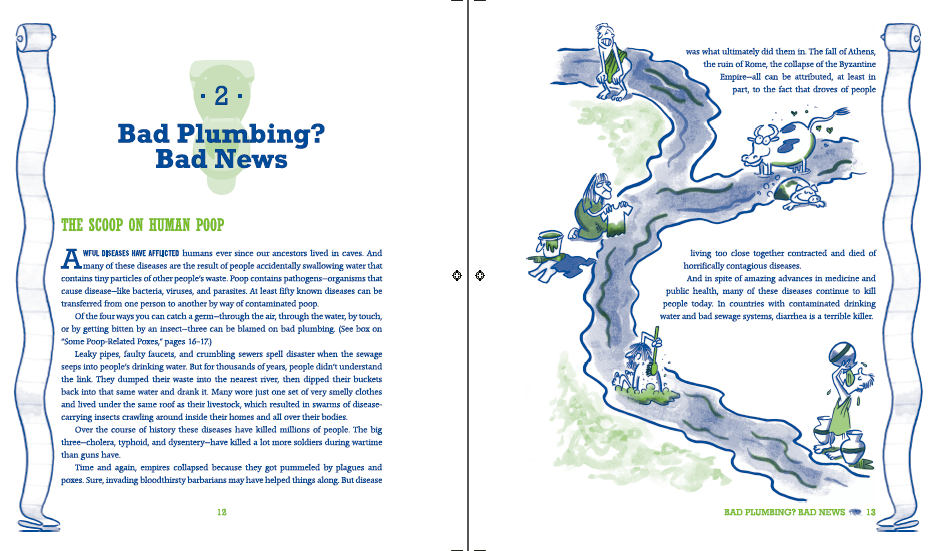 · 2 ·
Bad Plumbing?
Bad News
THE SCOOP ON HUMAN POOP
AWFUL DISEASES HAVE AFFLICTED humans ever since our ancestors lived in caves. And
many of these diseases are the result of people accidentally swallowing water that
contains tiny particles of other people's waste. Poop contains pathogens—organisms that
cause disease—like bacteria, viruses, and parasites. At least fifty known diseases can be
transferred from one person to another by way of contaminated poop.
Of the four ways you can catch a germ—through the air, through the water, by touch,
or by getting bitten by an insect—three can be blamed on bad plumbing. (See box on
"Some Poop-Related Poxes," pages 16–17.)
Leaky pipes, faulty faucets, and crumbling sewers spell disaster when the sewage
seeps into people's drinking water. But for thousands of years, people didn't understand
the link. They dumped their waste into the nearest river, then dipped their buckets
back into that same water and drank it. Many wore just one set of very smelly clothes
and lived under the same roof as their livestock, which resulted in swarms of disease-
carrying insects crawling around inside their homes and all over their bodies.
Over the course of history these diseases have killed millions of people. The big
three—cholera, typhoid, and dysentery—have killed a lot more soldiers during wartime
than guns have.
Time and again, empires collapsed because they got pummeled by plagues and
poxes. Sure, invading bloodthirsty barbarians may have helped things along. But disease
12
was what ultimately did them in. The fall of Athens,
the ruin of Rome, the collapse of the Byzantine
Empire—all can be attributed, at least in
part, to the fact that droves of people
living too close together contracted and died of
horrifically contagious diseases.
And in spite of amazing advances in medicine and
public health, many of these diseases continue to kill
people today. In countries with contaminated drinking
water and bad sewage systems, diarrhea is a terrible killer.
BAD PLUMBING? BAD NEWS 13